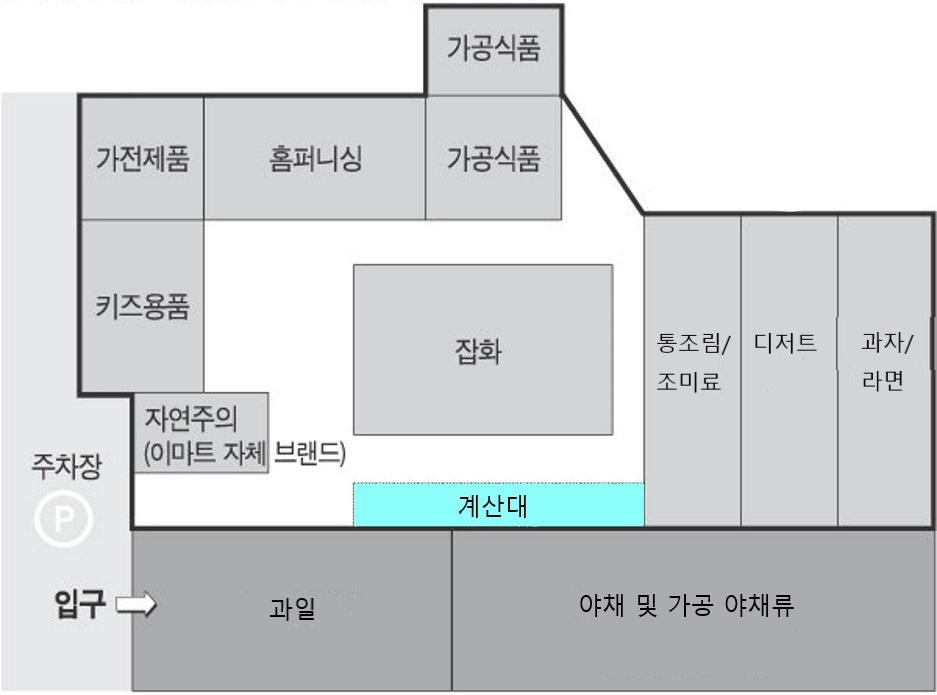 가공식품
가전제품
홈퍼니싱
가공식품
키즈용품
잡화
통조림/
조미료
디저트
과자/
라면
자연주의
(이마트 자체 브랜드)
주차장
P
계산대
입구
과일
야채 및 가공 야채류